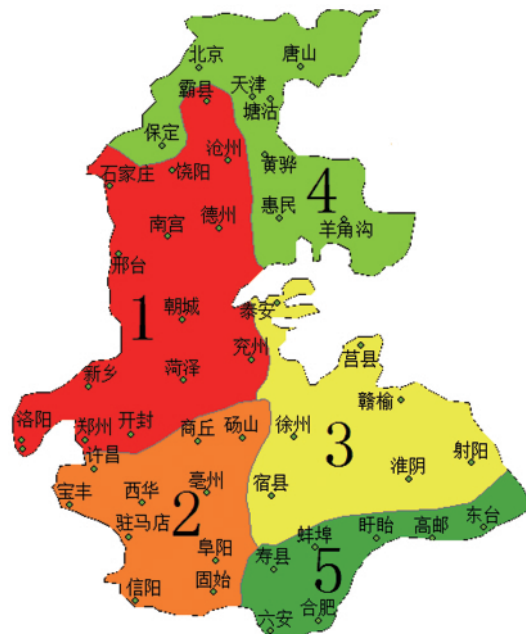 北京
唐山
天津
霸县
塘沽
保定
沧州
黄骅
饶阳
石家庄
惠民
4
德州
南宫
羊角沟
邢台
泰安
朝城
1
兖州
莒县
菏泽
新乡
赣榆
洛阳
郑州
开封
商丘
砀山
徐州
3
许昌
射阳
淮阴
亳州
宿县
宝丰
西华
2
驻马店
东台
蚌埠
盱眙
高邮
阜阳
寿县
5
固始
信阳
合肥
六安